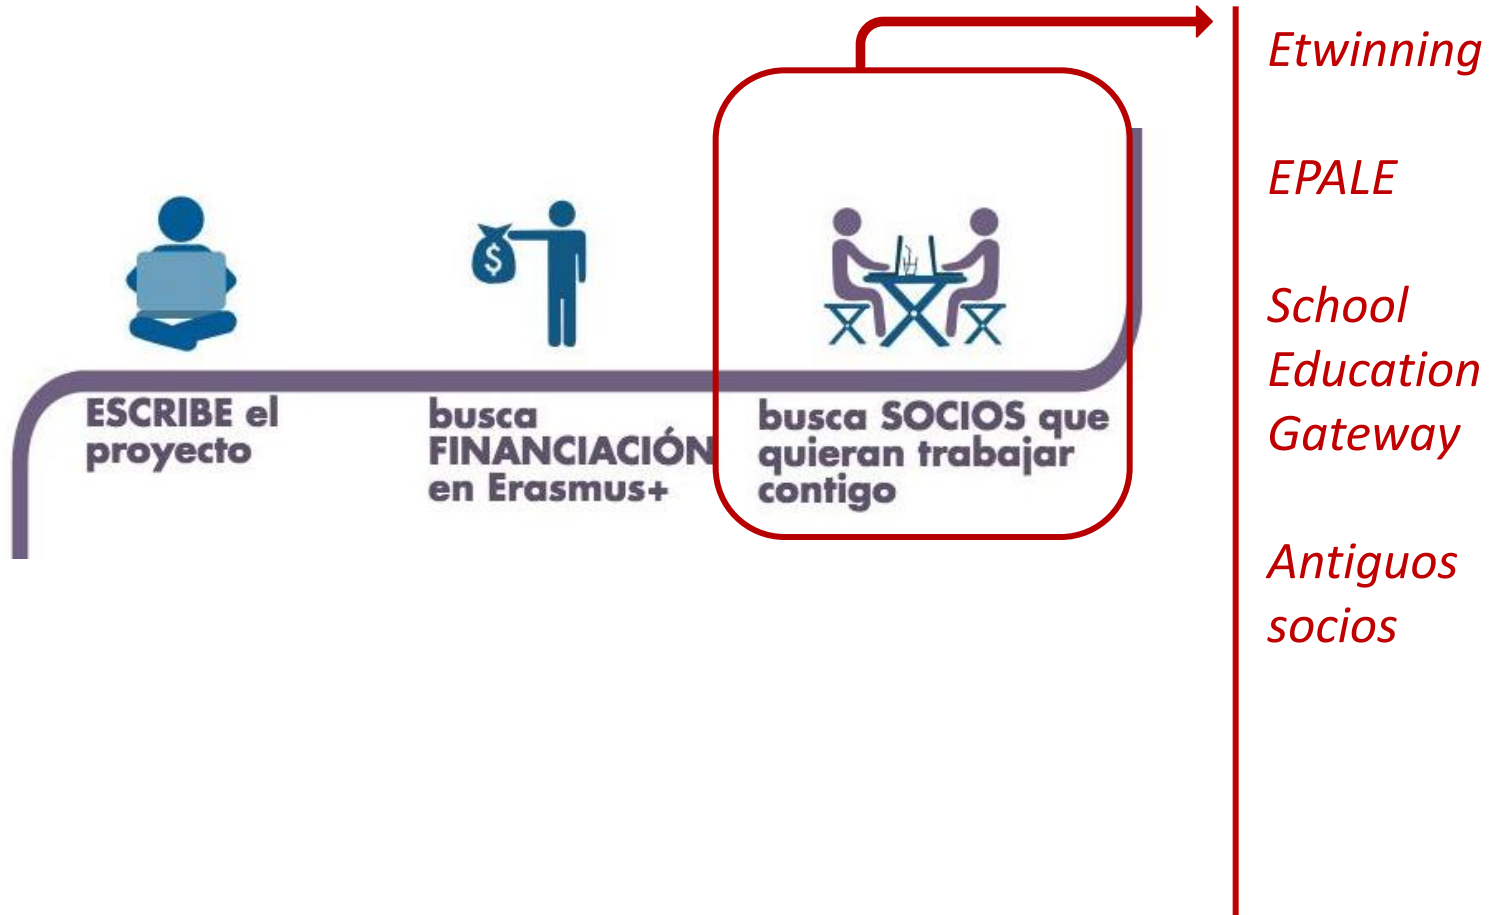 ESCRIBE el
proyecto
busca
FINANCIACIÓN
en Erasmus+
busca SOCIOS que
quieran trabajar
contigo
$
Etwinning
EPALE
School
Education
Gateway
Antiguos
socios